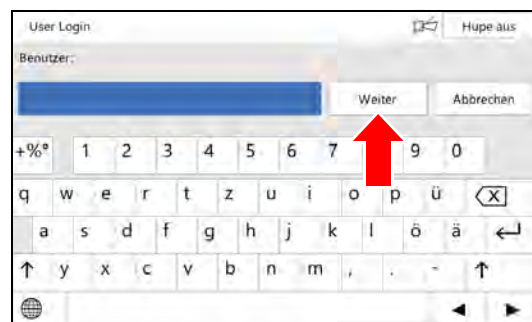 User Login Hupe aus
Benutzer:
Weiter Abbrechen
+%° 1 2 3 4 5 6 7 9 0
q w e r t z u i o p ü
a s d f g h j k l ö ä
y x c v b n m , . -